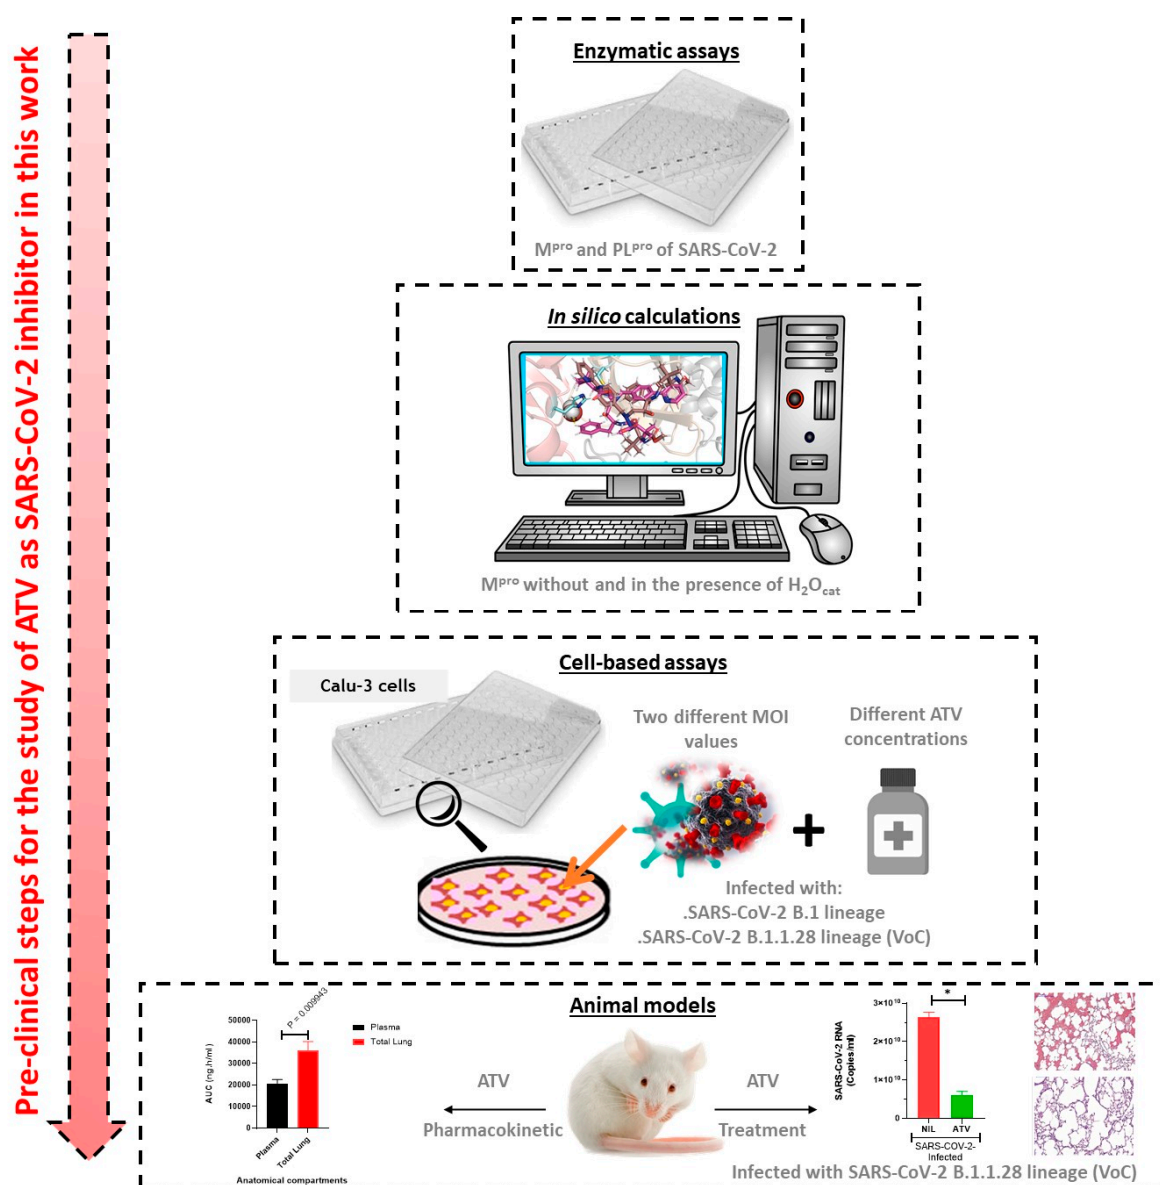 Pre-clinical steps for the study of ATV as SARS-CoV-2 inhibitor in this work
Enzymatic assays
Mᵖʳᵒ and PLᵖʳᵒ of SARS-CoV-2
In silico calculations
Mᵖʳᵒ without and in the presence of H₂O_cat
Cell-based assays
Calu-3 cells
Two different MOI
values
Different ATV
concentrations
+
Infected with:
.SARS-CoV-2 B.1 lineage
.SARS-CoV-2 B.1.1.28 lineage (VoC)
Animal models
P = 0.009943
AUC (ng.h/ml)
50000
40000
30000
20000
10000
0
Plasma
Total Lung
Plasma
Total Lung
Anatomical compartments
ATV
Pharmacokinetic
ATV
Treatment
*
SARS-CoV-2 RNA
(Copies/ml)
3×10¹⁰
2×10¹⁰
1×10¹⁰
0
NIL ATV
SARS-COV-2-
Infected
Infected with SARS-CoV-2 B.1.1.28 lineage (VoC)